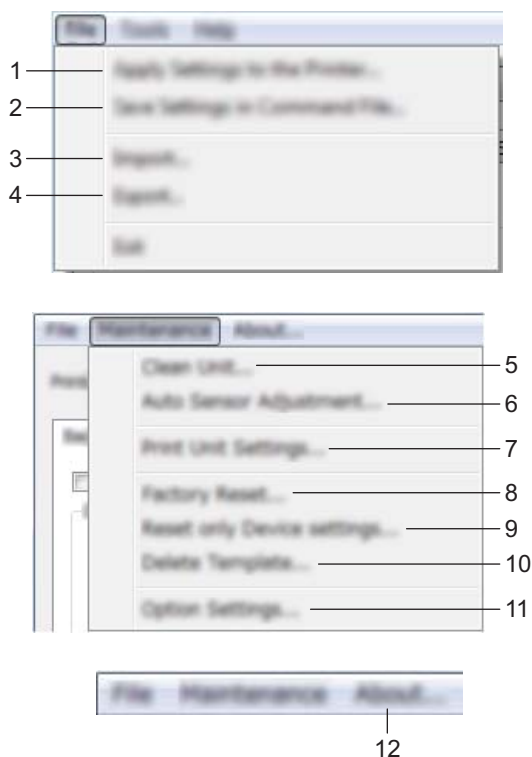 File Tools Help
1 Apply Settings to the Printer...
2 Save Settings in Command File...
3 Import...
4 Export...
Exit
File Maintenance About...
Clean Unit... 5
Auto Sensor Adjustment... 6
Print Unit Settings... 7
Factory Reset... 8
Reset only Device settings... 9
Delete Template... 10
Option Settings... 11
File Maintenance About...
12